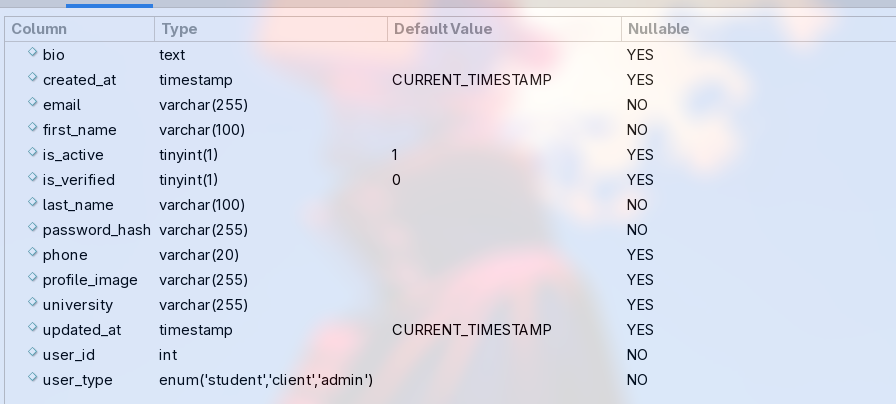 Column Type Default Value Nullable
bio text YES
created_at timestamp CURRENT_TIMESTAMP YES
email varchar(255) NO
first_name varchar(100) NO
is_active tinyint(1) 1 YES
is_verified tinyint(1) 0 YES
last_name varchar(100) NO
password_hash varchar(255) NO
phone varchar(20) YES
profile_image varchar(255) YES
university varchar(255) YES
updated_at timestamp CURRENT_TIMESTAMP YES
user_id int NO
user_type enum('student','client','admin') NO